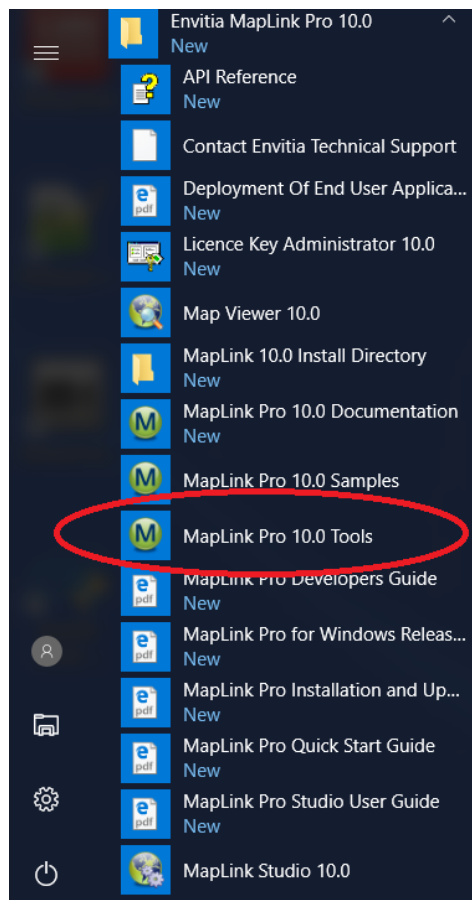 Envitia MapLink Pro 10.0
New
API Reference
New
Contact Envitia Technical Support
Deployment Of End User Applica...
New
Licence Key Administrator 10.0
New
Map Viewer 10.0
MapLink 10.0 Install Directory
New
MapLink Pro 10.0 Documentation
New
MapLink Pro 10.0 Samples
MapLink Pro 10.0 Tools
MapLink Pro Developers Guide
New
MapLink Pro for Windows Releas...
New
MapLink Pro Installation and Up...
New
MapLink Pro Quick Start Guide
New
MapLink Pro Studio User Guide
New
MapLink Studio 10.0